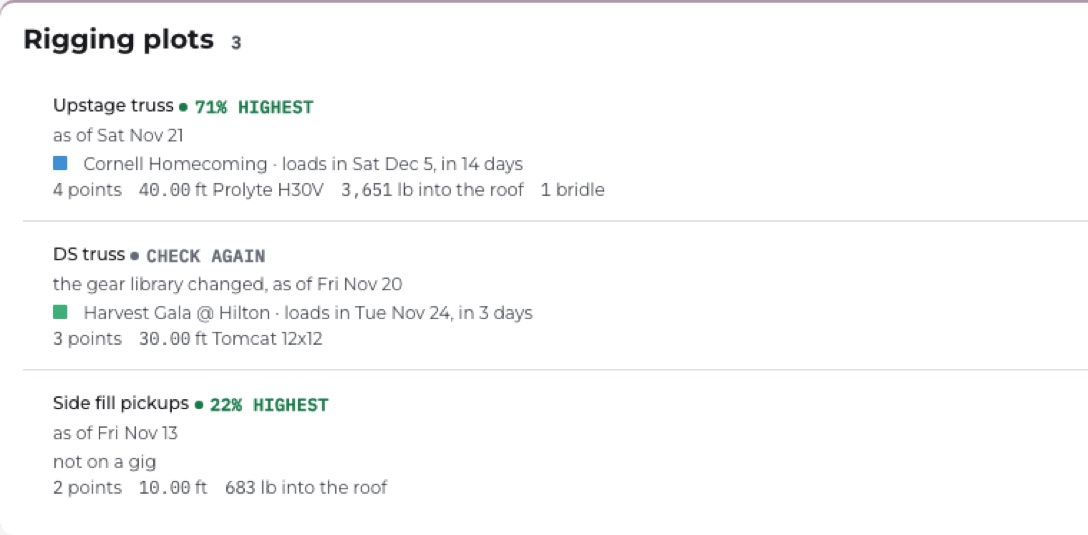 Rigging plots 3
Upstage truss • 71% HIGHEST
as of Sat Nov 21
Cornell Homecoming · loads in Sat Dec 5, in 14 days
4 points 40.00 ft Prolyte H30V 3,651 lb into the roof 1 bridle
DS truss • CHECK AGAIN
the gear library changed, as of Fri Nov 20
Harvest Gala @ Hilton · loads in Tue Nov 24, in 3 days
3 points 30.00 ft Tomcat 12x12
Side fill pickups • 22% HIGHEST
as of Fri Nov 13
not on a gig
2 points 10.00 ft 683 lb into the roof